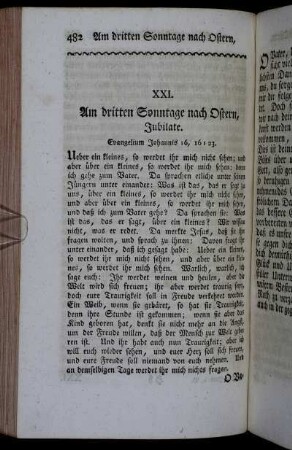 482 Am dritten Sonntage nach Ostern,
XXI.
Am dritten Sonntage nach Ostern,
Jubilate.
Evangelium Johannis 16, 16:23.
Ueber ein kleines, so werdet ihr mich nicht sehen; und
aber über ein kleines, so werdet ihr mich sehen: denn
ich gehe zum Vater. Da sprachen etliche unter seinen
Jüngern unter einander: Was ist das, das er sagt zu
uns, über ein kleines, so werdet ihr mich nicht sehen,
und aber über ein kleines, so werdet ihr mich sehen,
und daß ich zum Vater gehe? Da sprachen sie: Was
ist das, das er sagt, über ein kleines? Wir wissen
nicht, was er redet. Da merkte Jesus, daß sie ihn
fragen wollten, und sprach zu ihnen: Davon fragt ihr
unter einander, daß ich gesagt habe: Ueber ein kleines,
so werdet ihr mich nicht sehen, und aber über ein klei-
nes, so werdet ihr mich sehen. Warlich, warlich, ich
sage euch: Ihr werdet weinen und heulen, aber die
Welt wird sich freuen; ihr aber werdet traurig seyn,
doch eure Traurigkeit soll in Freude verkehret werden.
Ein Weib, wenn sie gebäret, so hat sie Traurigkeit,
denn ihre Stunde ist gekommen; wenn sie aber das
Kind geboren hat, denkt sie nicht mehr an die Angst,
um der Freude willen, daß der Mensch zur Welt gebo-
ren ist. Und ihr habt auch nun Traurigkeit; aber ich
will euch wieder sehen, und euer Herz soll sich freuen,
und eure Freude soll niemand von euch nehmen. Und
an demselbigen Tage werdet ihr mich nichts fragen.